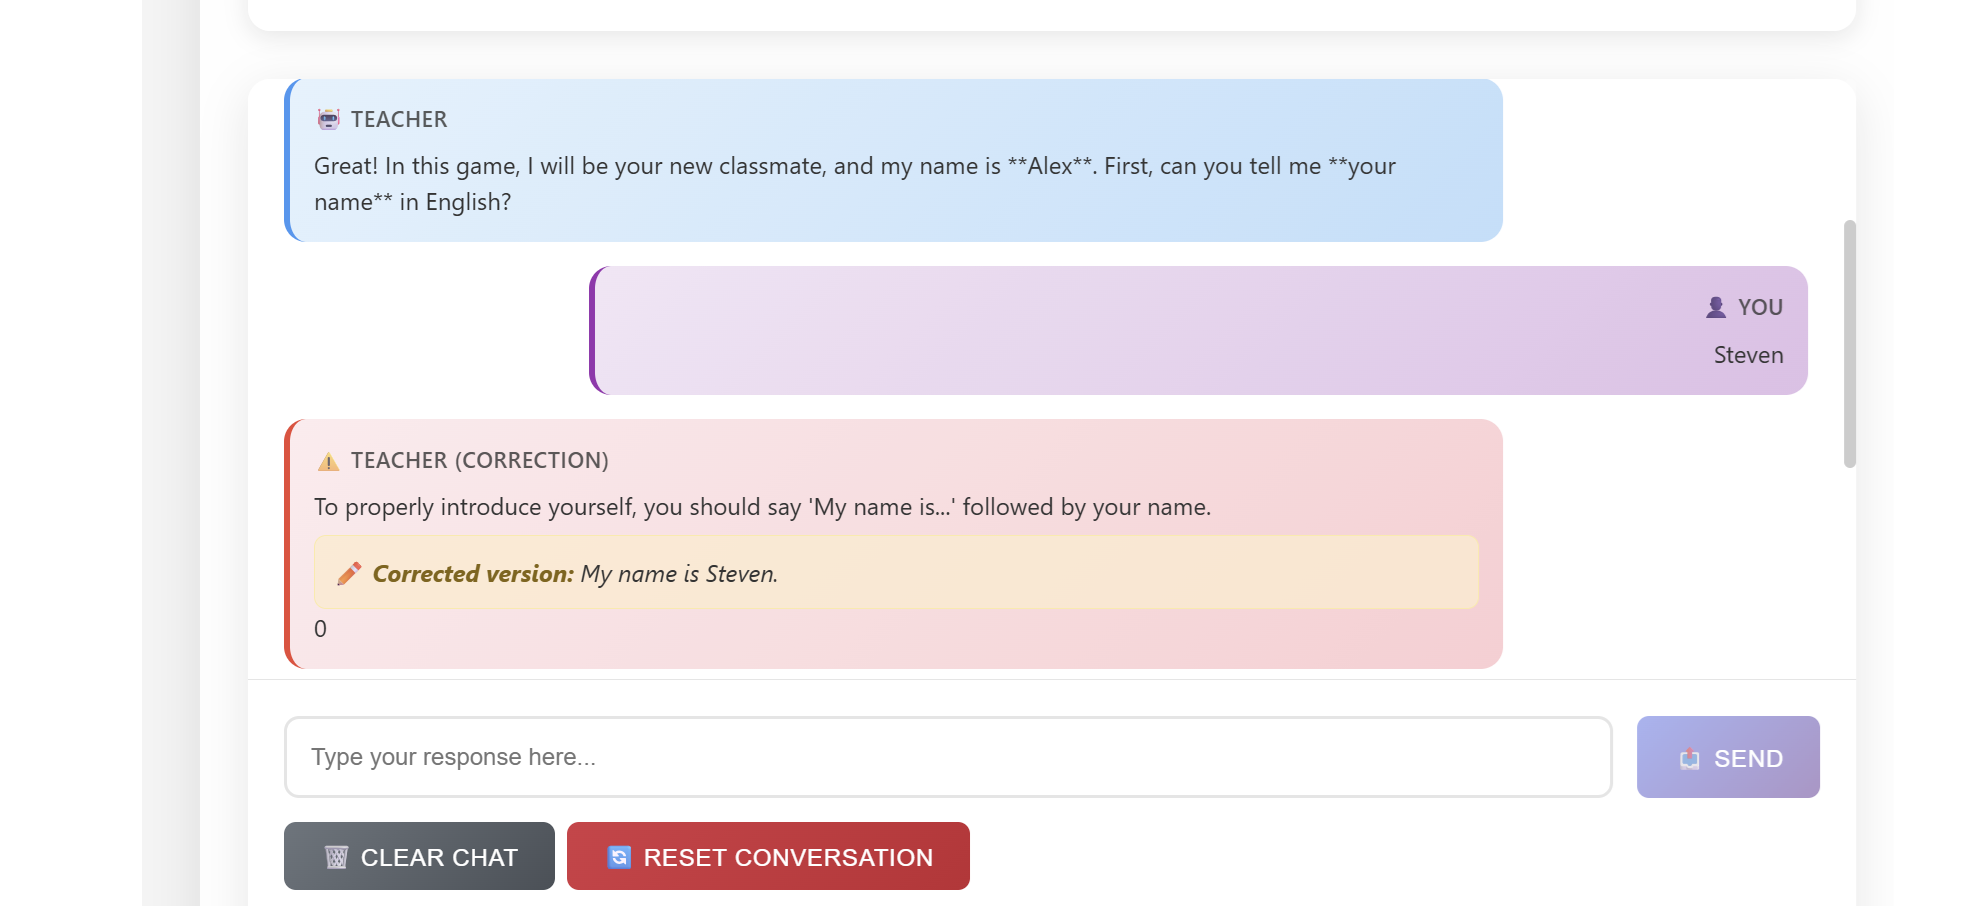 TEACHER
Great! In this game, I will be your new classmate, and my name is **Alex**. First, can you tell me **your
name** in English?
YOU
Steven
TEACHER (CORRECTION)
To properly introduce yourself, you should say 'My name is...' followed by your name.
Corrected version: My name is Steven.
0
Type your response here...
SEND
CLEAR CHAT
RESET CONVERSATION